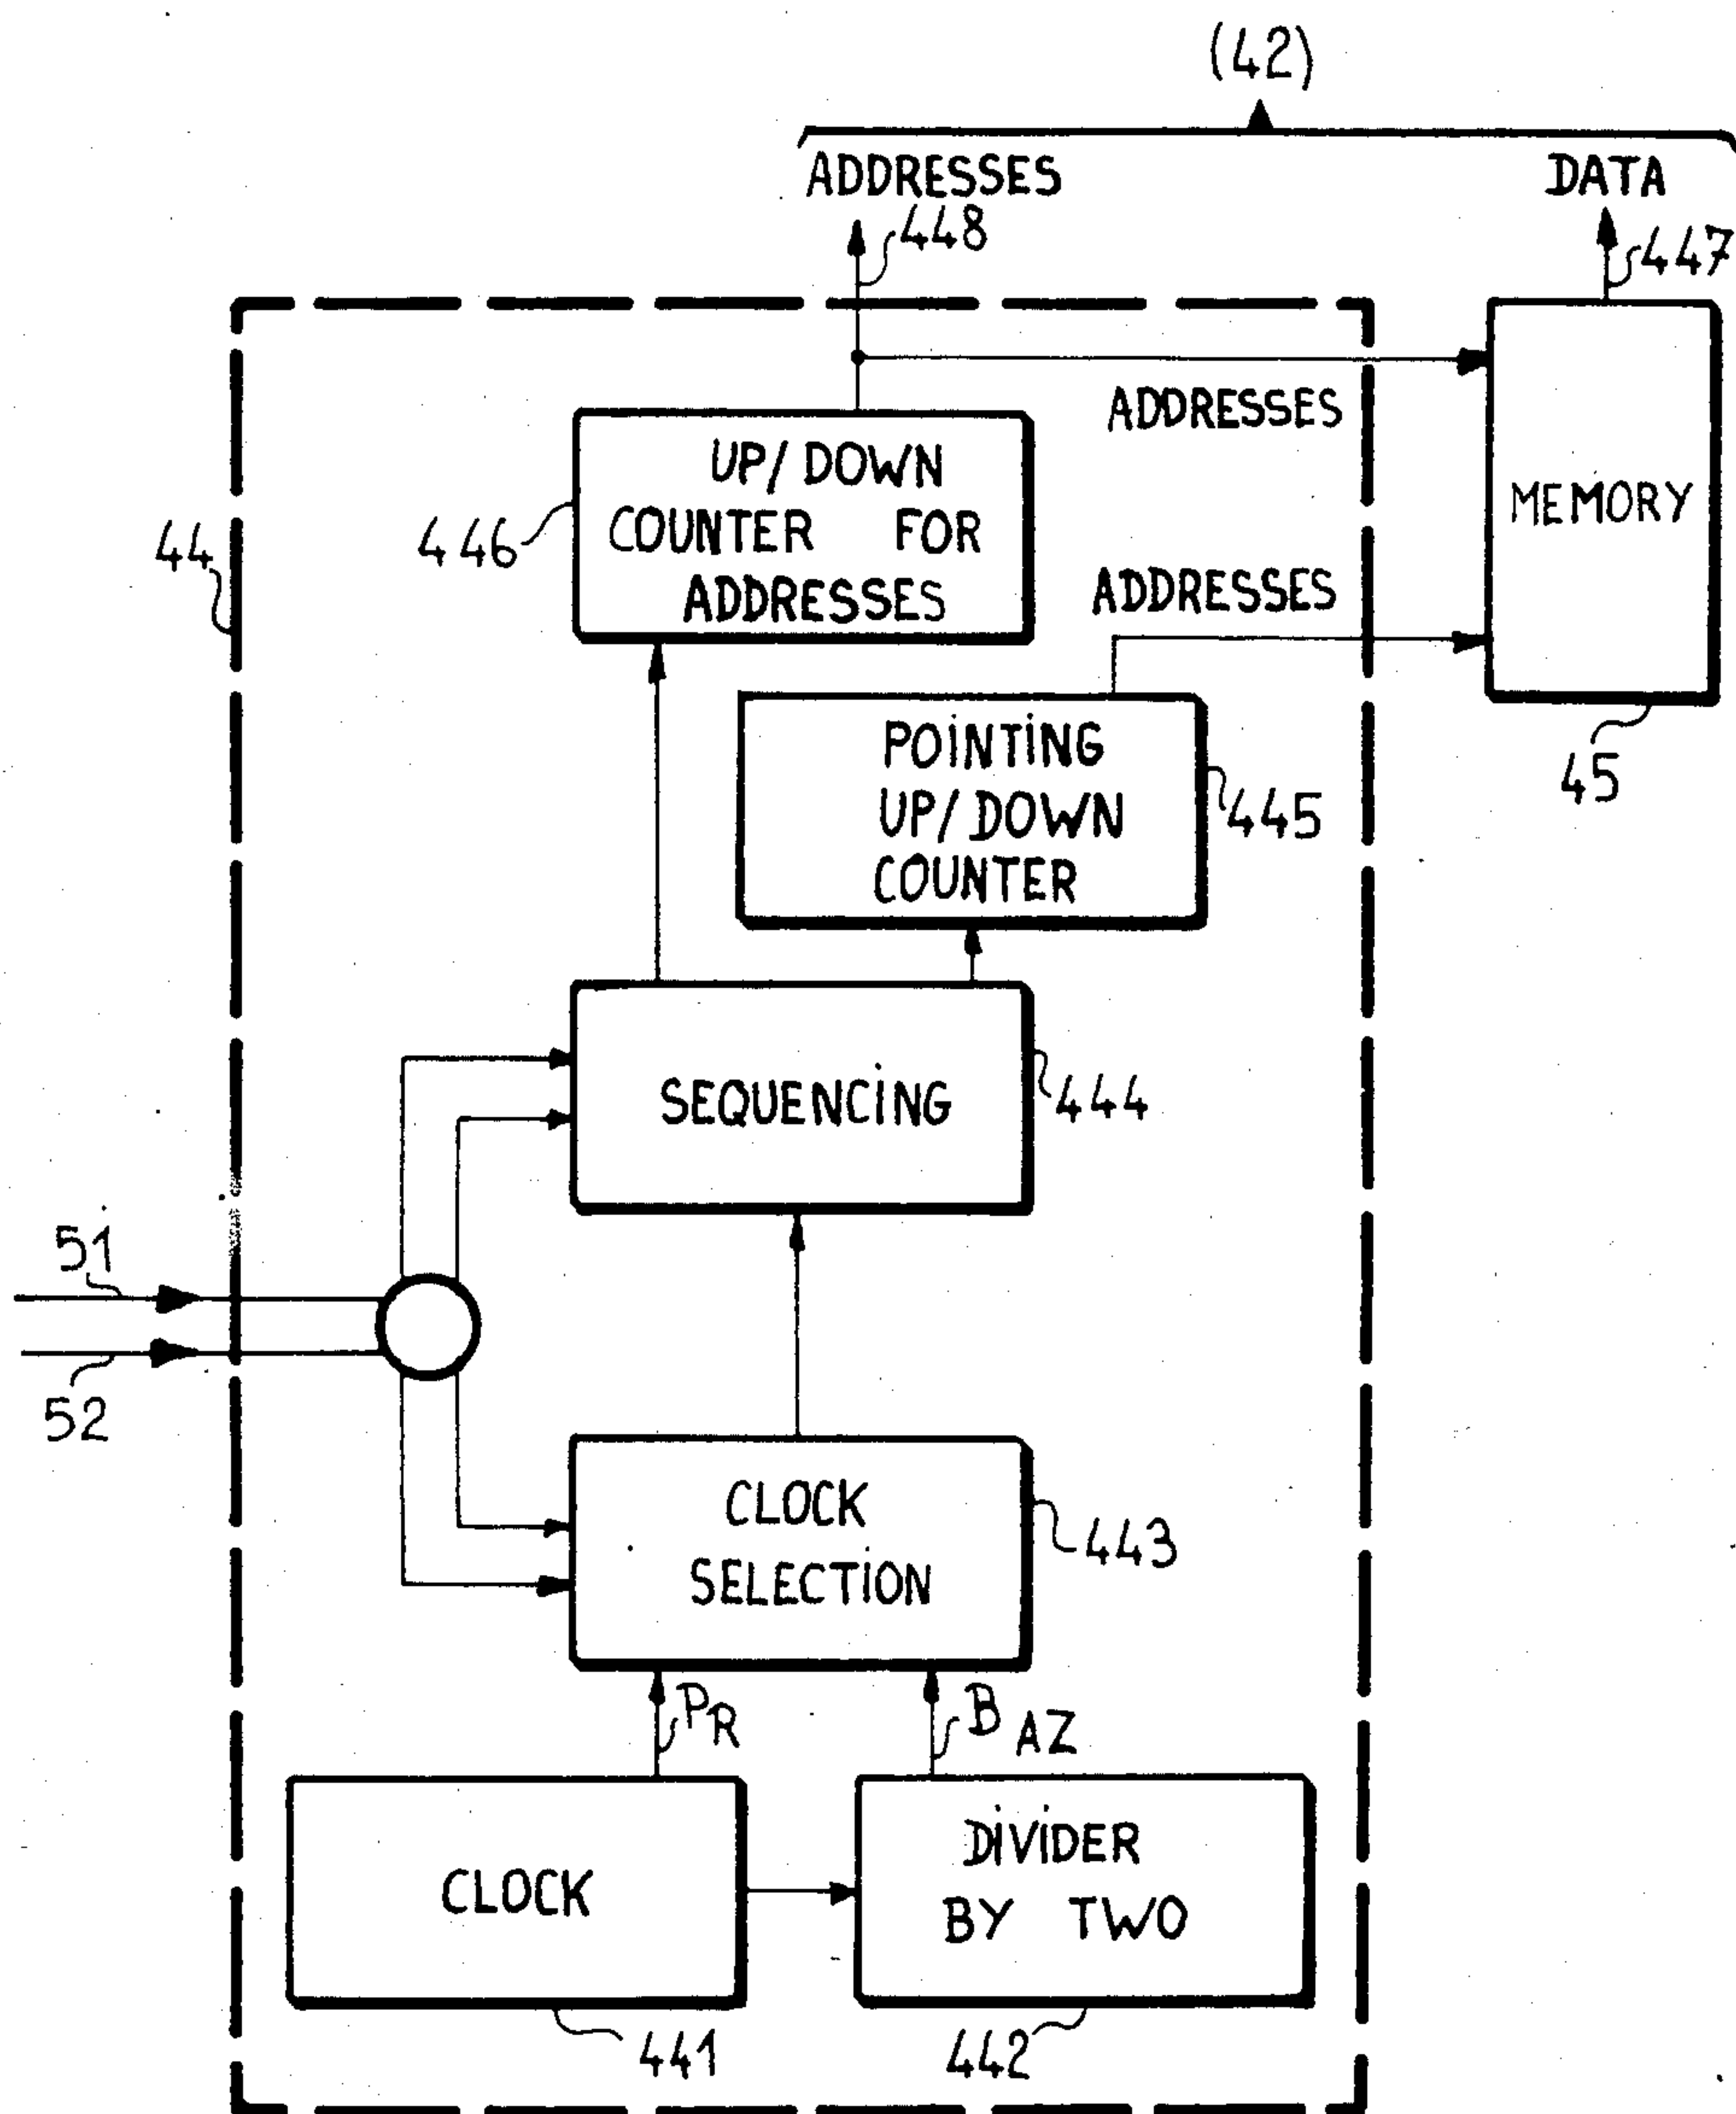 (42)
ADDRESSES
DATA
448
447
ADDRESSES
UP/DOWN
COUNTER FOR
ADDRESSES
446
MEMORY
44
ADDRESSES
45
POINTING
UP/DOWN
COUNTER
445
SEQUENCING
444
51
52
CLOCK
SELECTION
443
PR
B AZ
CLOCK
DIVIDER
BY TWO
441
442